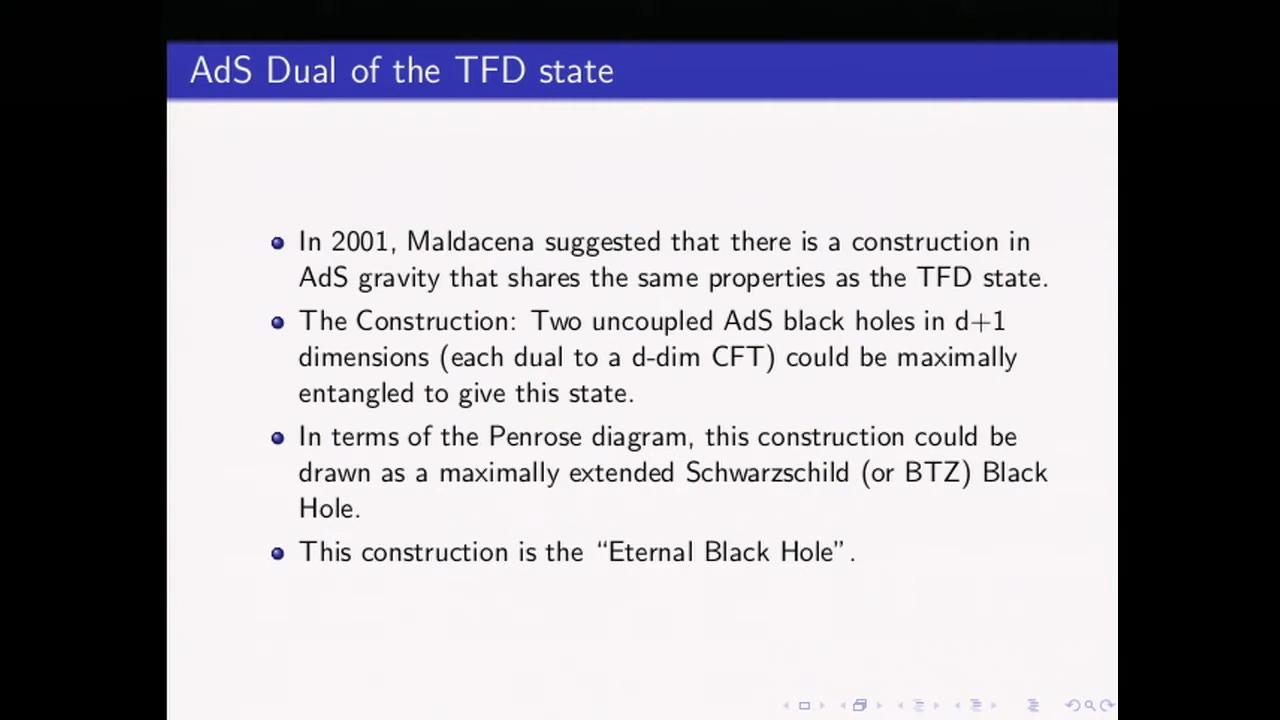 AdS Dual of the TFD state
In 2001, Maldacena suggested that there is a construction in
AdS gravity that shares the same properties as the TFD state.
The Construction: Two uncoupled AdS black holes in d+1
dimensions (each dual to a d-dim CFT) could be maximally
entangled to give this state.
In terms of the Penrose diagram, this construction could be
drawn as a maximally extended Schwarzschild (or BTZ) Black
Hole.
This construction is the “Eternal Black Hole”.